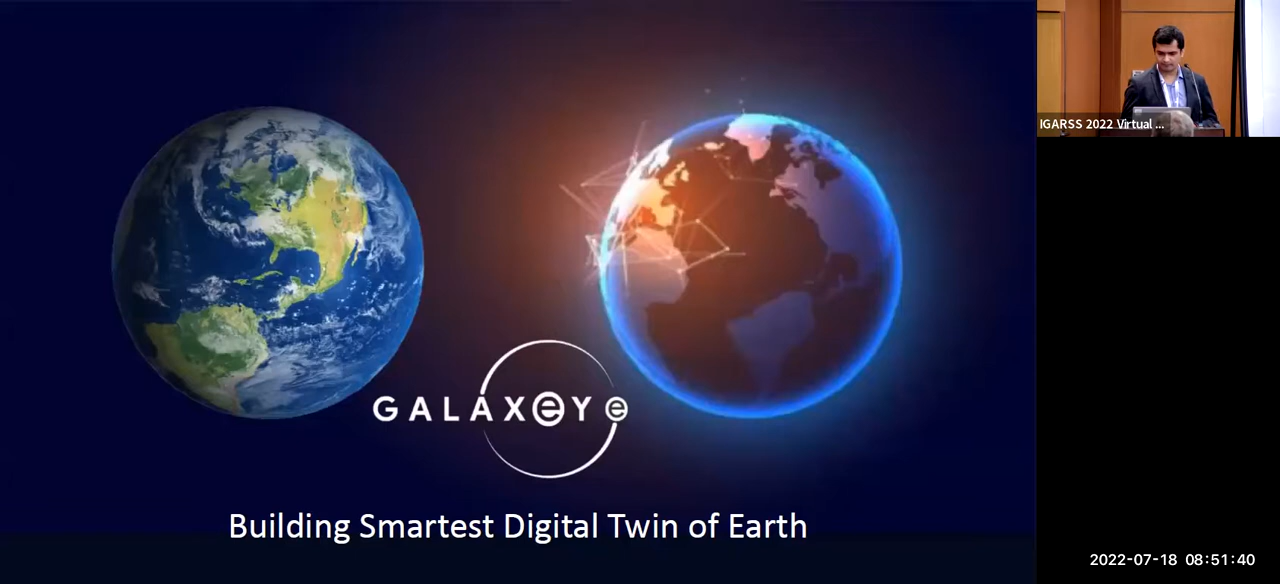 GALAXEYE
Building Smartest Digital Twin of Earth
IGARSS 2022 Virtual ...
2022-07-18 08:51:40